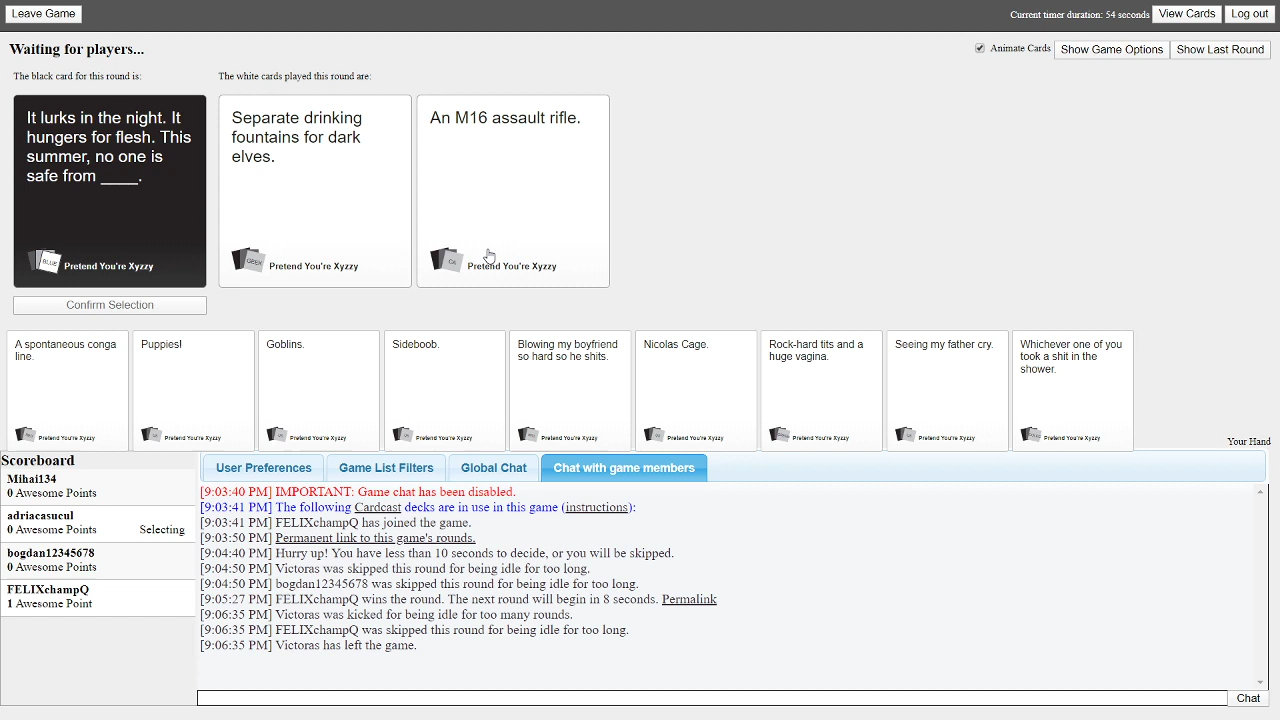 Leave Game
Current timer duration: 54 seconds
View Cards
Log out
Waiting for players...
Animate Cards
Show Game Options
Show Last Round
The black card for this round is:
The white cards played this round are:
It lurks in the night. It
hungers for flesh. This
summer, no one is
safe from ____.
BLUE
Pretend You're Xyzzy
Separate drinking
fountains for dark
elves.
GEEK
Pretend You're Xyzzy
An M16 assault rifle.
CA
Pretend You're Xyzzy
Confirm Selection
A spontaneous conga
line.
Pretend You're Xyzzy
Puppies!
Pretend You're Xyzzy
Goblins.
Pretend You're Xyzzy
Sideboob.
Pretend You're Xyzzy
Blowing my boyfriend
so hard so he shits.
Pretend You're Xyzzy
Nicolas Cage.
Pretend You're Xyzzy
Rock-hard tits and a
huge vagina.
Pretend You're Xyzzy
Seeing my father cry.
Pretend You're Xyzzy
Whichever one of you
took a shit in the
shower.
Pretend You're Xyzzy
Your Hand
Scoreboard
Mihai134
0 Awesome Points
adriacasucul
0 Awesome Points
Selecting
bogdan12345678
0 Awesome Points
FELIXchampQ
1 Awesome Point
User Preferences
Game List Filters
Global Chat
Chat with game members
[9:03:40 PM] IMPORTANT: Game chat has been disabled.
[9:03:41 PM] The following Cardcast decks are in use in this game (instructions):
[9:03:41 PM] FELIXchampQ has joined the game.
[9:03:50 PM] Permanent link to this game's rounds.
[9:04:40 PM] Hurry up! You have less than 10 seconds to decide, or you will be skipped.
[9:04:50 PM] Victoras was skipped this round for being idle for too long.
[9:04:50 PM] bogdan12345678 was skipped this round for being idle for too long.
[9:05:27 PM] FELIXchampQ wins the round. The next round will begin in 8 seconds. Permalink
[9:06:35 PM] Victoras was kicked for being idle for too many rounds.
[9:06:35 PM] FELIXchampQ was skipped this round for being idle for too long.
[9:06:35 PM] Victoras has left the game.
Chat